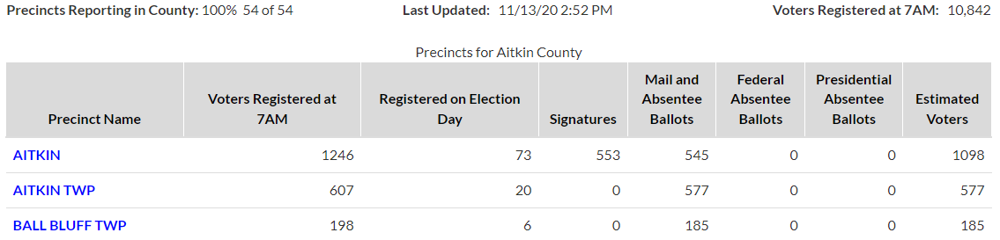 Precincts Reporting in County: 100% 54 of 54 Last Updated: 11/13/20 2:52 PM Voters Registered at 7AM: 10,842
Precincts for Aitkin County
Precinct Name Voters Registered at 7AM Registered on Election Day Signatures Mail and Absentee Ballots Federal Absentee Ballots Presidential Absentee Ballots Estimated Voters
AITKIN 1246 73 553 545 0 0 1098
AITKIN TWP 607 20 0 577 0 0 577
BALL BLUFF TWP 198 6 0 185 0 0 185